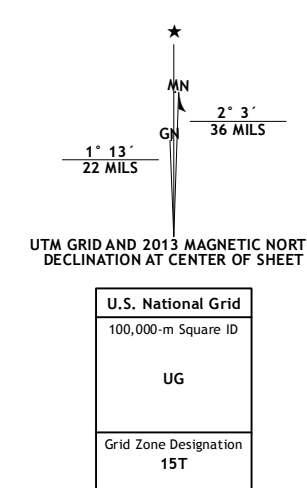 ★
MN
GN
2° 3´
36 MILS
1° 13´
22 MILS
UTM GRID AND 2013 MAGNETIC NORT
DECLINATION AT CENTER OF SHEET
U.S. National Grid
100,000-m Square ID
UG
Grid Zone Designation
15T